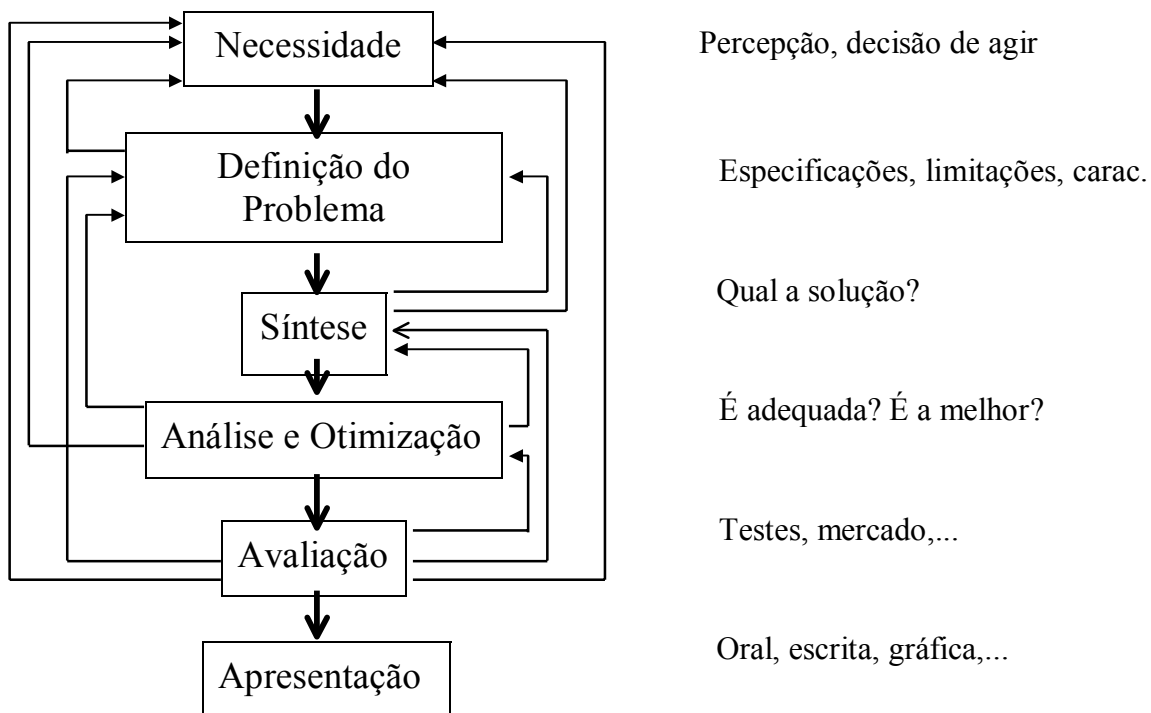 Necessidade
Percepção, decisão de agir
Definição do
Problema
Especificações, limitações, carac.
Síntese
Qual a solução?
Análise e Otimização
É adequada? É a melhor?
Avaliação
Testes, mercado,...
Apresentação
Oral, escrita, gráfica,...